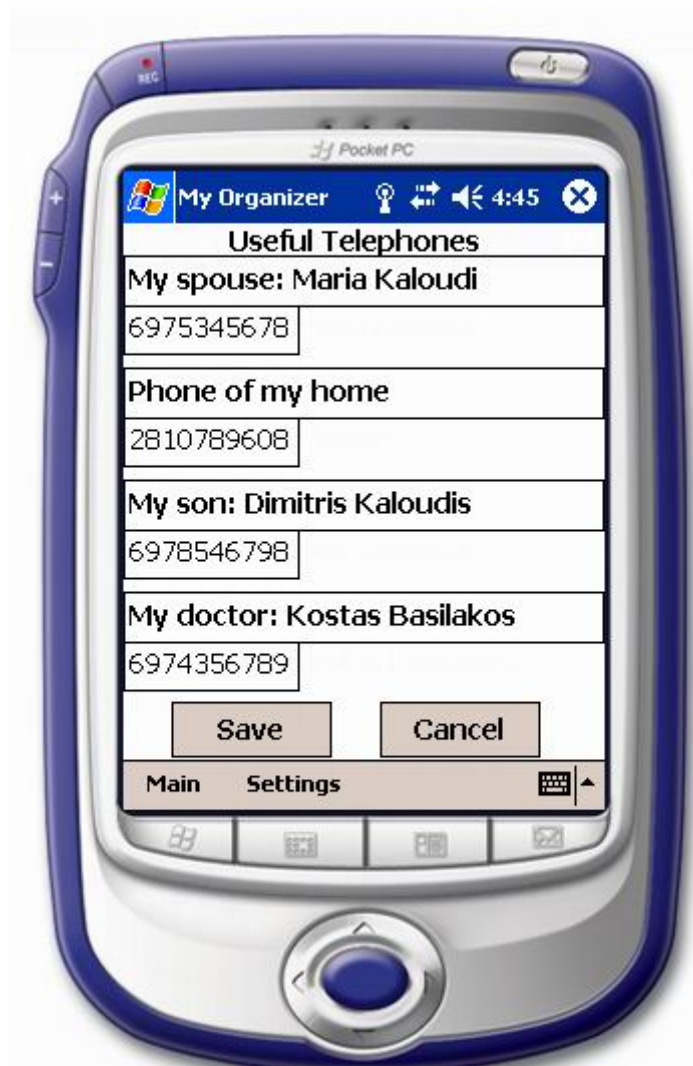 REC
Pocket PC
My Organizer 4:45
Useful Telephones
My spouse: Maria Kaloudi
6975345678
Phone of my home
2810789608
My son: Dimitris Kaloudis
6978546798
My doctor: Kostas Basilakos
6974356789
Save Cancel
Main Settings